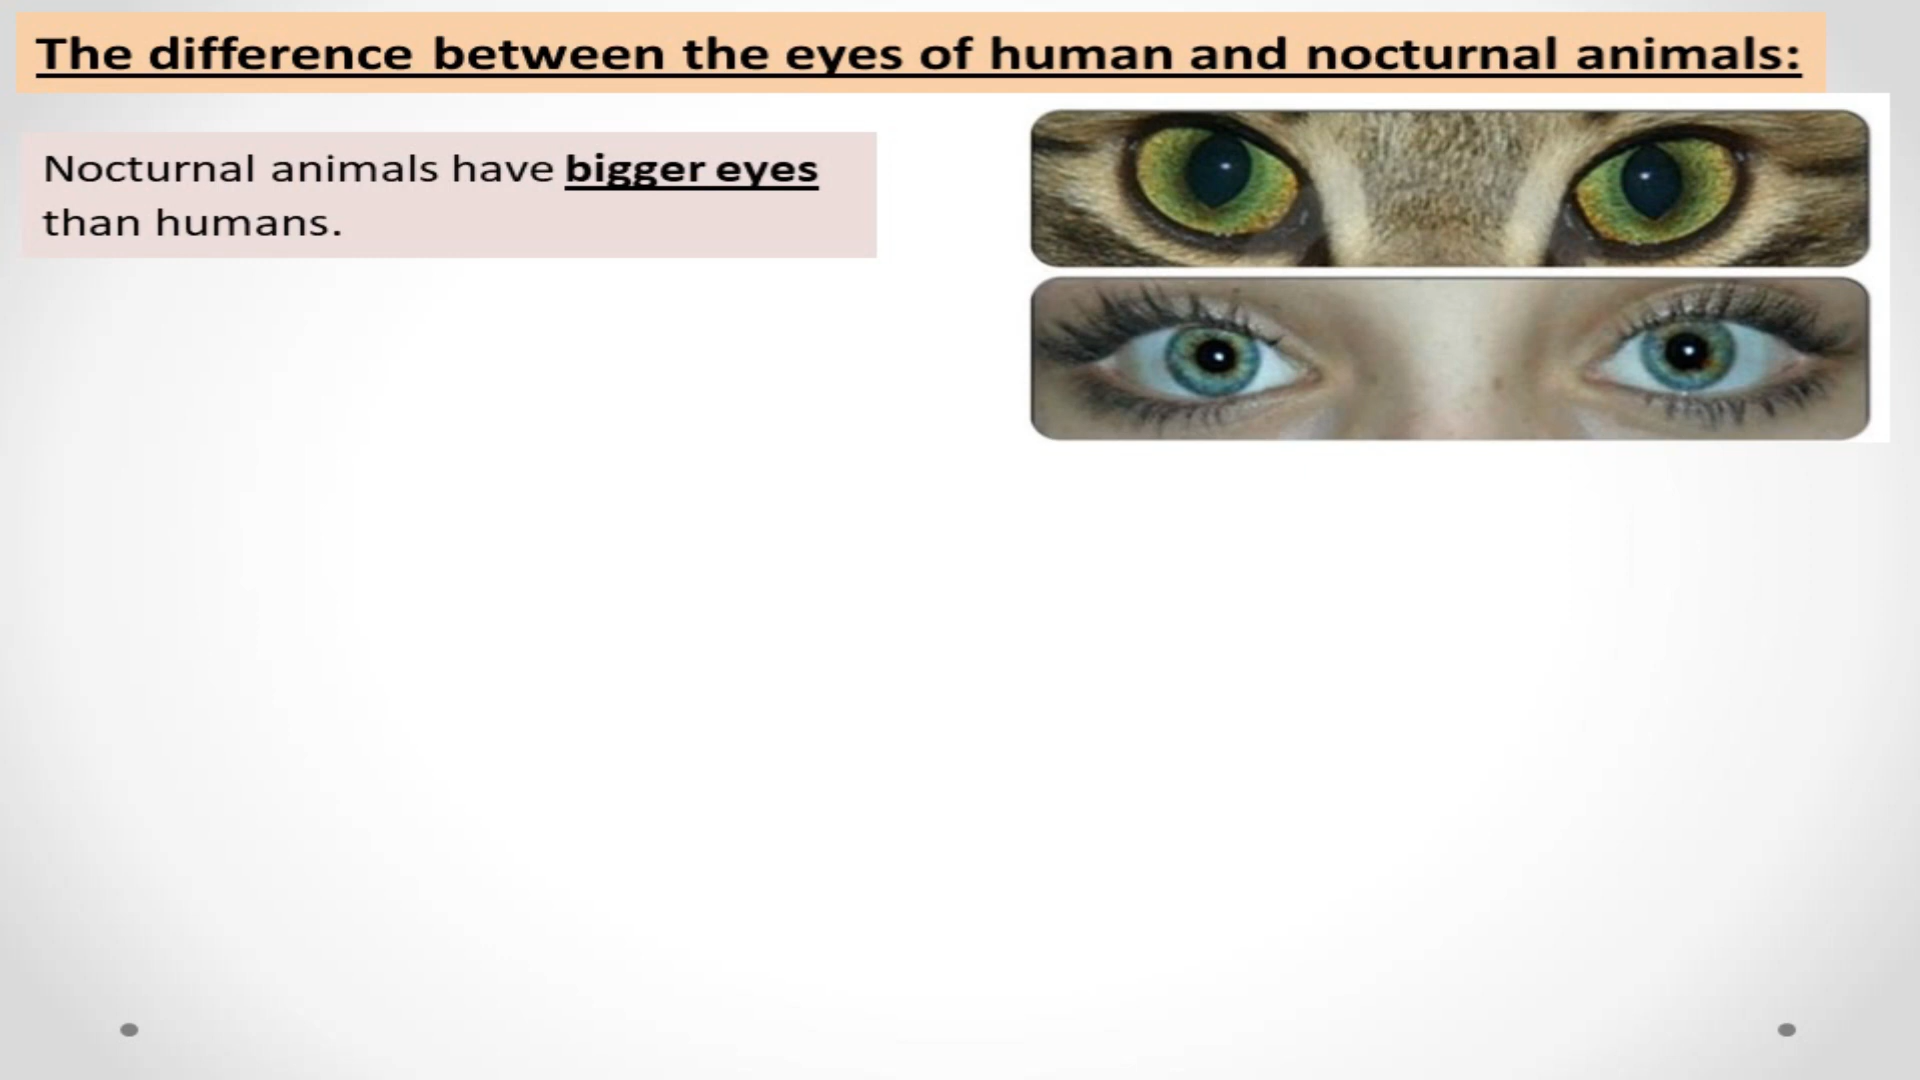 The difference between the eyes of human and nocturnal animals:
Nocturnal animals have bigger eyes
than humans.